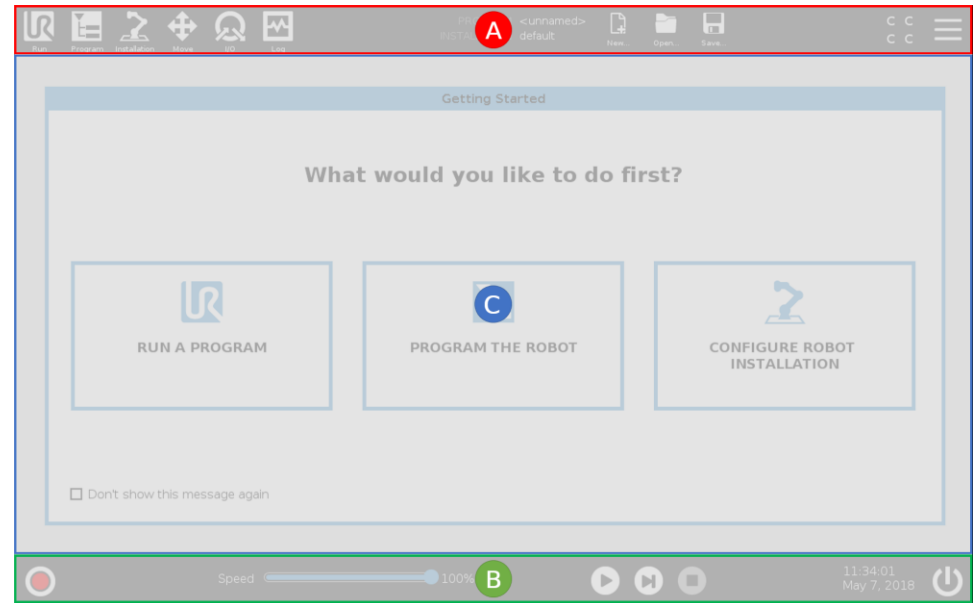 <unnamed>
default
C C
C C
Run
Program
Installation
Move
I/O
Log
A
New...
Open...
Save...
Getting Started
What would you like to do first?
RUN A PROGRAM
C
PROGRAM THE ROBOT
CONFIGURE ROBOT
INSTALLATION
Don't show this message again
Speed
100%
B
11:34:01
May 7, 2018